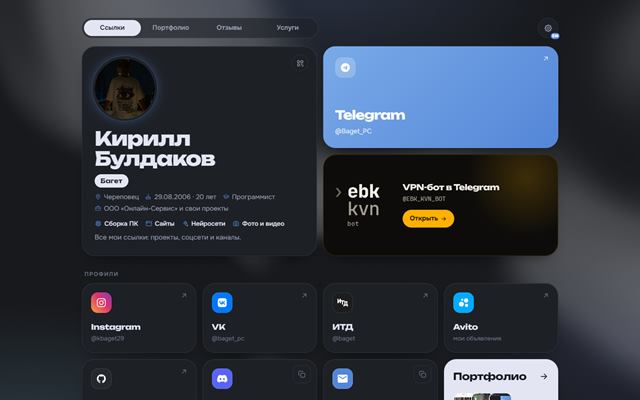 Ссылки
Портфолио
Отзывы
Услуги
Кирилл
Булдаков
Багет
Череповец
29.08.2006 · 20 лет
Программист
ООО «Онлайн-Сервис» и свои проекты
Сборка ПК
Сайты
Нейросети
Фото и видео
Все мои ссылки: проекты, соцсети и каналы.
Telegram
@Baget_PC
› ebk
kvn
bot
VPN-бот в Telegram
@EBK_KVN_BOT
Открыть →
ПРОФИЛИ
Instagram
@kbaget29
VK
@baget_pc
ИТД
ИТД
@baget
Avito
мои объявления
Портфолио →